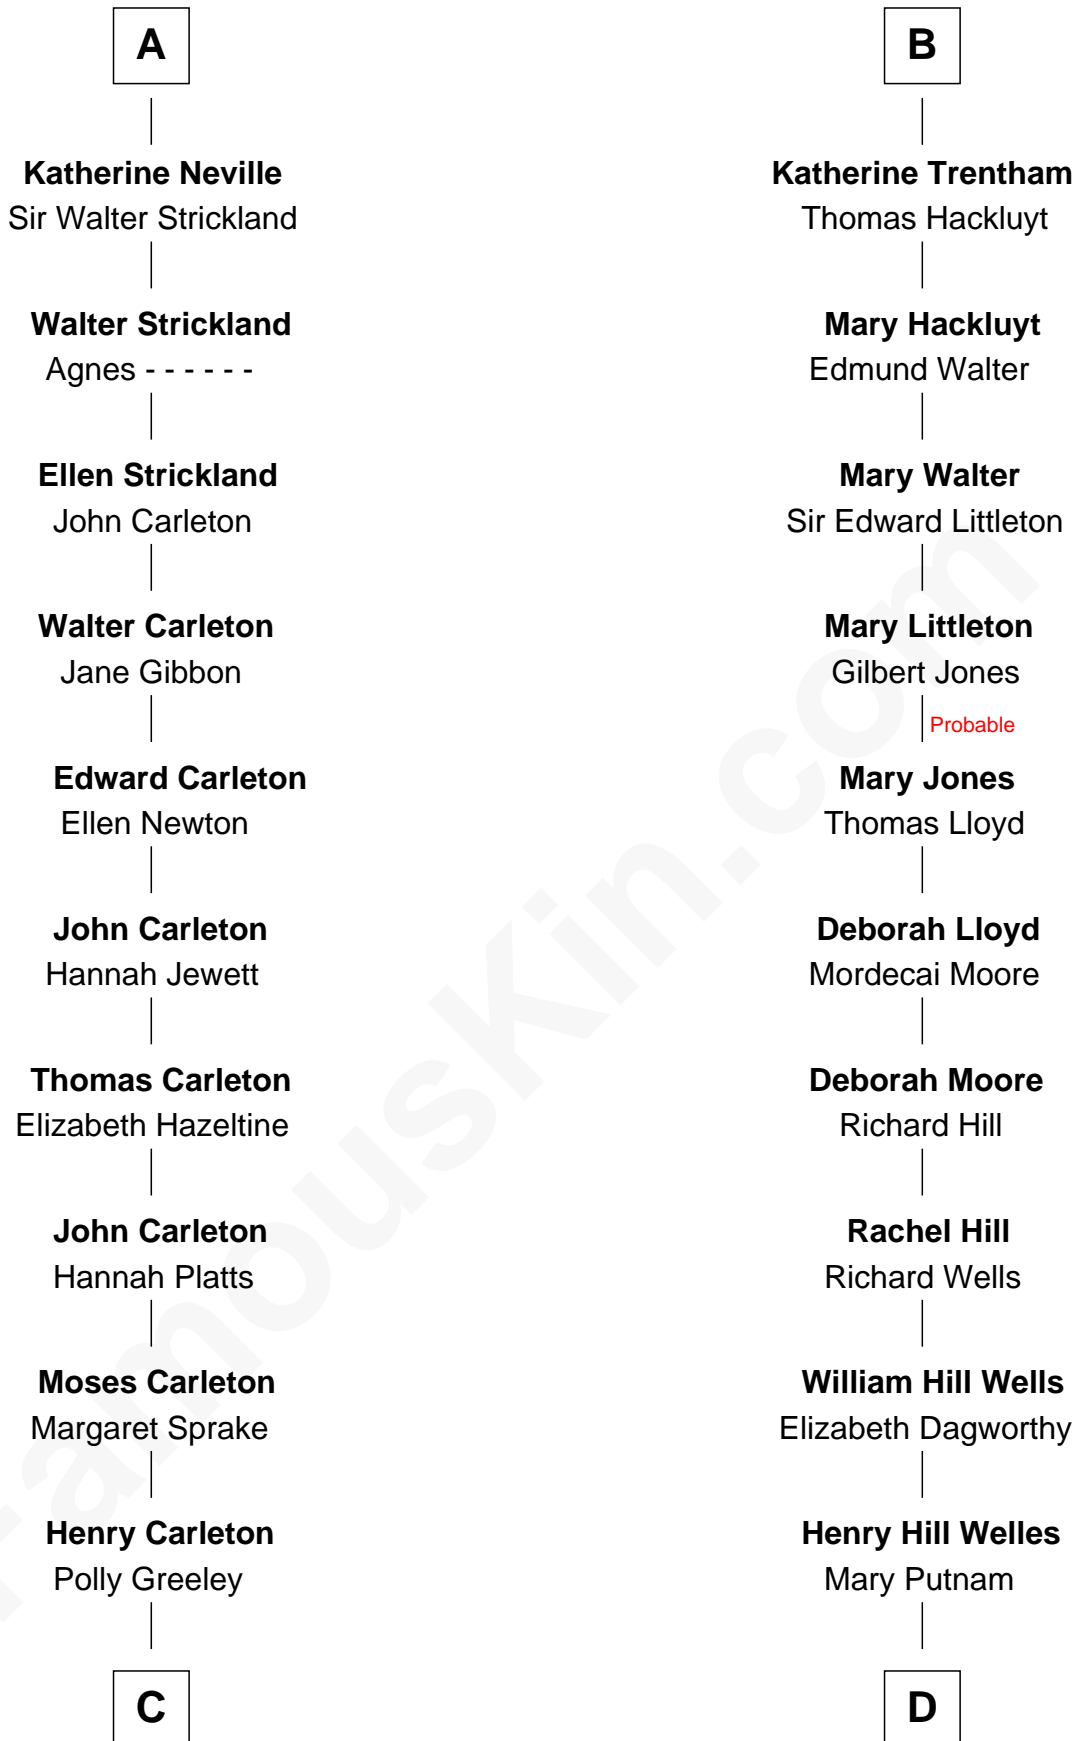 A
Katherine Neville
Sir Walter Strickland
Walter Strickland
Agnes - - - - - -
Ellen Strickland
John Carleton
Walter Carleton
Jane Gibbon
Edward Carleton
Ellen Newton
John Carleton
Hannah Jewett
Thomas Carleton
Elizabeth Hazeltine
John Carleton
Hannah Platts
Moses Carleton
Margaret Sprake
Henry Carleton
Polly Greeley
C
B
Katherine Trentham
Thomas Hackluyt
Mary Hackluyt
Edmund Walter
Mary Walter
Sir Edward Littleton
Mary Littleton
Gilbert Jones
Probable
Mary Jones
Thomas Lloyd
Deborah Lloyd
Mordecai Moore
Deborah Moore
Richard Hill
Rachel Hill
Richard Wells
William Hill Wells
Elizabeth Dagworthy
Henry Hill Welles
Mary Putnam
D
FamousKin.com